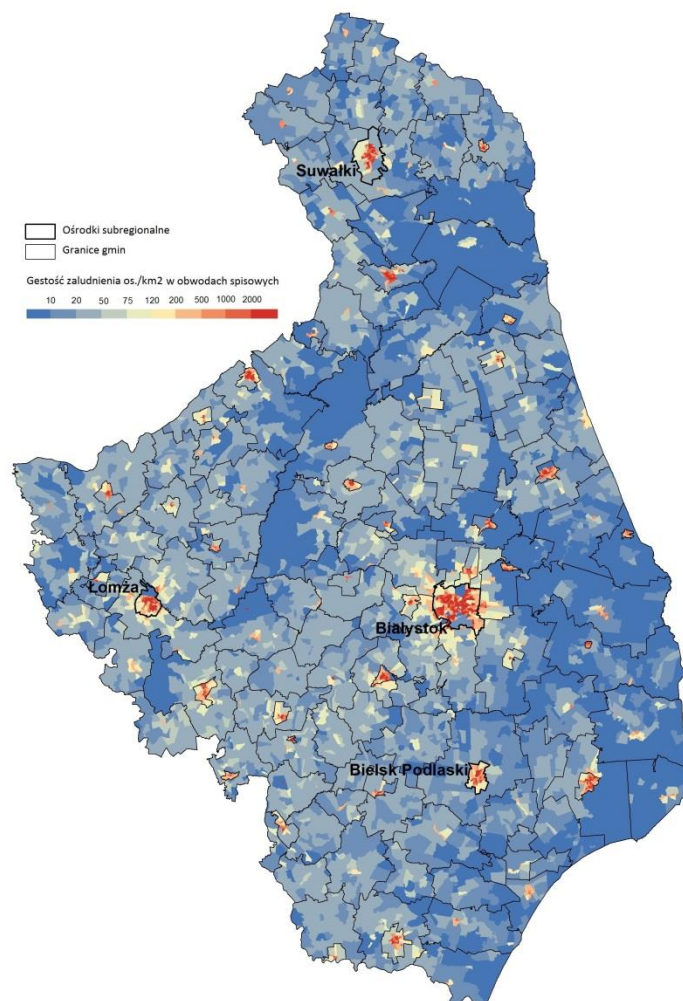 Suwałki
Ośrodki subregionalne
Granice gmin
Gestość zaludnienia os./km2 w obwodach spisowych
10 20 50 75 120 200 500 1000 2000
Łomża
Białystok
Bielsk Podlaski